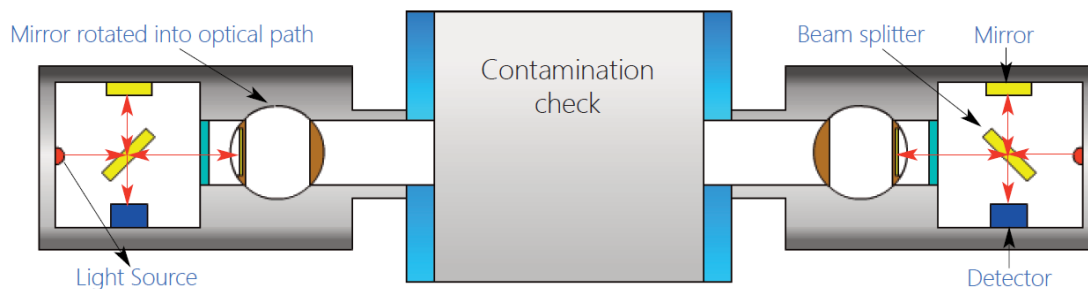 Mirror rotated into optical path
Contamination
check
Beam splitter
Mirror
Light Source
Detector